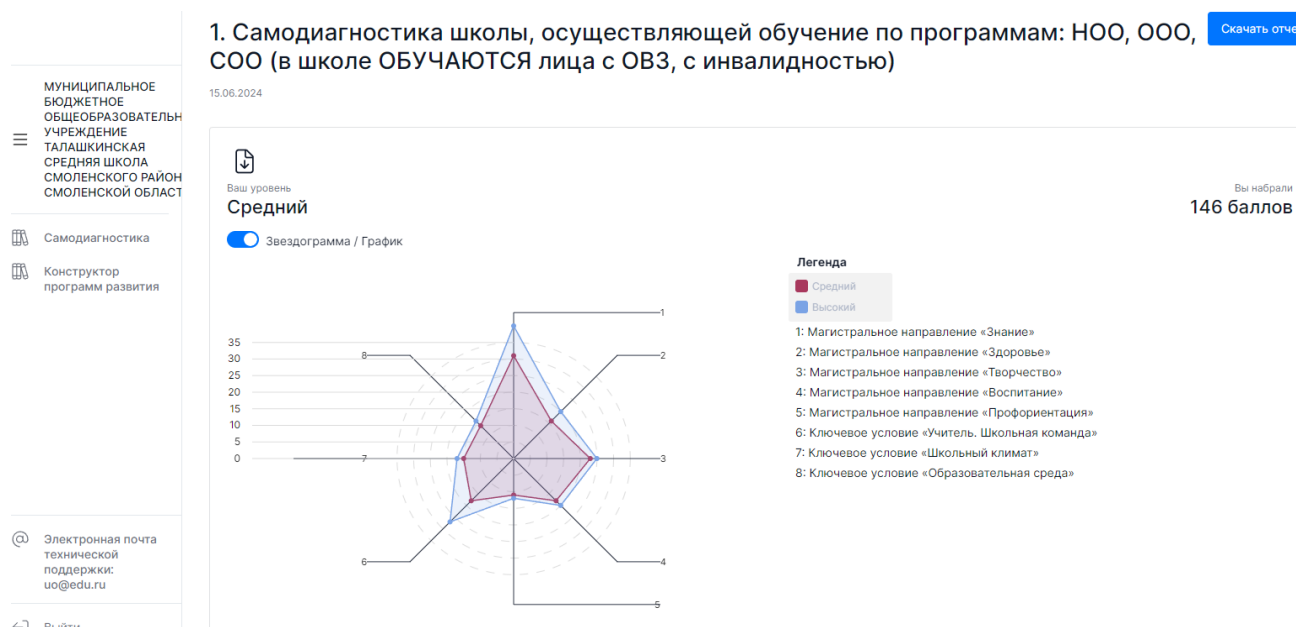 1. Самодиагностика школы, осуществляющей обучение по программам: НОО, ООО,
СОО (в школе ОБУЧАЮТСЯ лица с ОВЗ, с инвалидностью)
Скачать отче
15.06.2024
МУНИЦИПАЛЬНОЕ
БЮДЖЕТНОЕ
ОБЩЕОБРАЗОВАТЕЛЬН
УЧРЕЖДЕНИЕ
ТАЛАШКИНСКАЯ
СРЕДНЯЯ ШКОЛА
СМОЛЕНСКОГО РАЙОН
СМОЛЕНСКОЙ ОБЛАСТ
Самодиагностика
Конструктор
программ развития
Электронная почта
технической
поддержки:
uo@edu.ru
Выйти
Ваш уровень
Средний
Вы набрали
146 баллов
Звездограмма / График
35
30
25
20
15
10
5
0
1
2
3
4
5
6
7
8
Легенда
Средний
Высокий
1: Магистральное направление «Знание»
2: Магистральное направление «Здоровье»
3: Магистральное направление «Творчество»
4: Магистральное направление «Воспитание»
5: Магистральное направление «Профориентация»
6: Ключевое условие «Учитель. Школьная команда»
7: Ключевое условие «Школьный климат»
8: Ключевое условие «Образовательная среда»